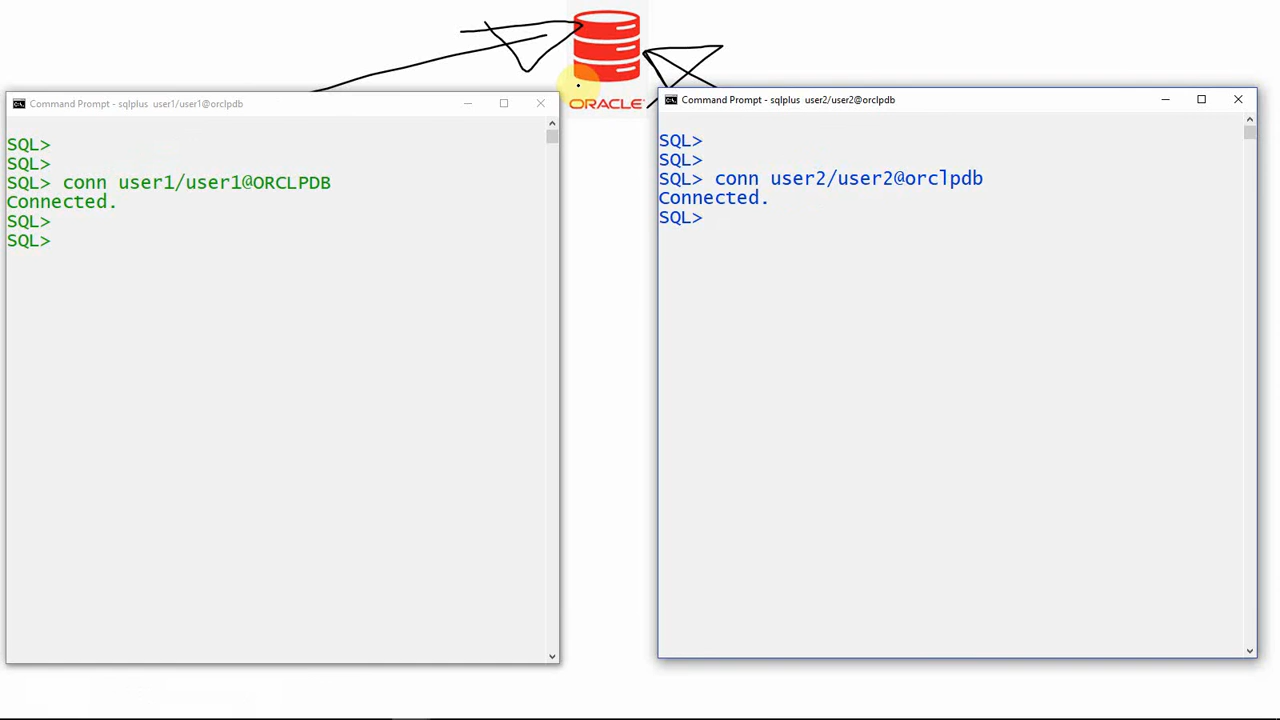 ORACLE
Command Prompt - sqlplus user1/user1@orclpdb
SQL>
SQL>
SQL> conn user1/user1@ORCLPDB
Connected.
SQL>
SQL>
Command Prompt - sqlplus user2/user2@orclpdb
SQL>
SQL>
SQL> conn user2/user2@orclpdb
Connected.
SQL>